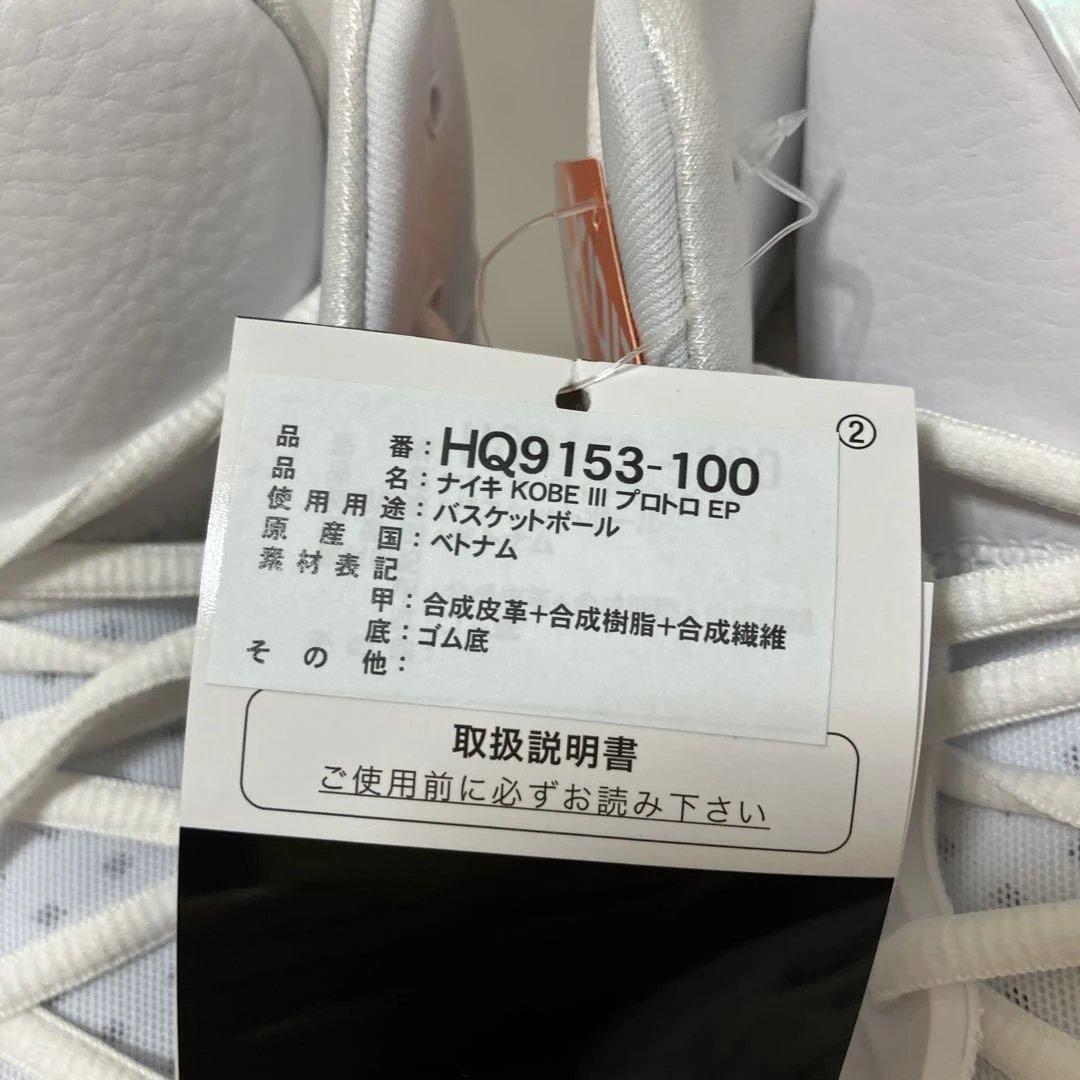 ②
品番:HQ9153-100
品名:ナイキ KOBE III プロトロ EP
使用用途:バスケットボール
原産国:ベトナム
素材表記
甲:合成皮革+合成樹脂+合成繊維
底:ゴム底
その他:
取扱説明書
ご使用前に必ずお読み下さい